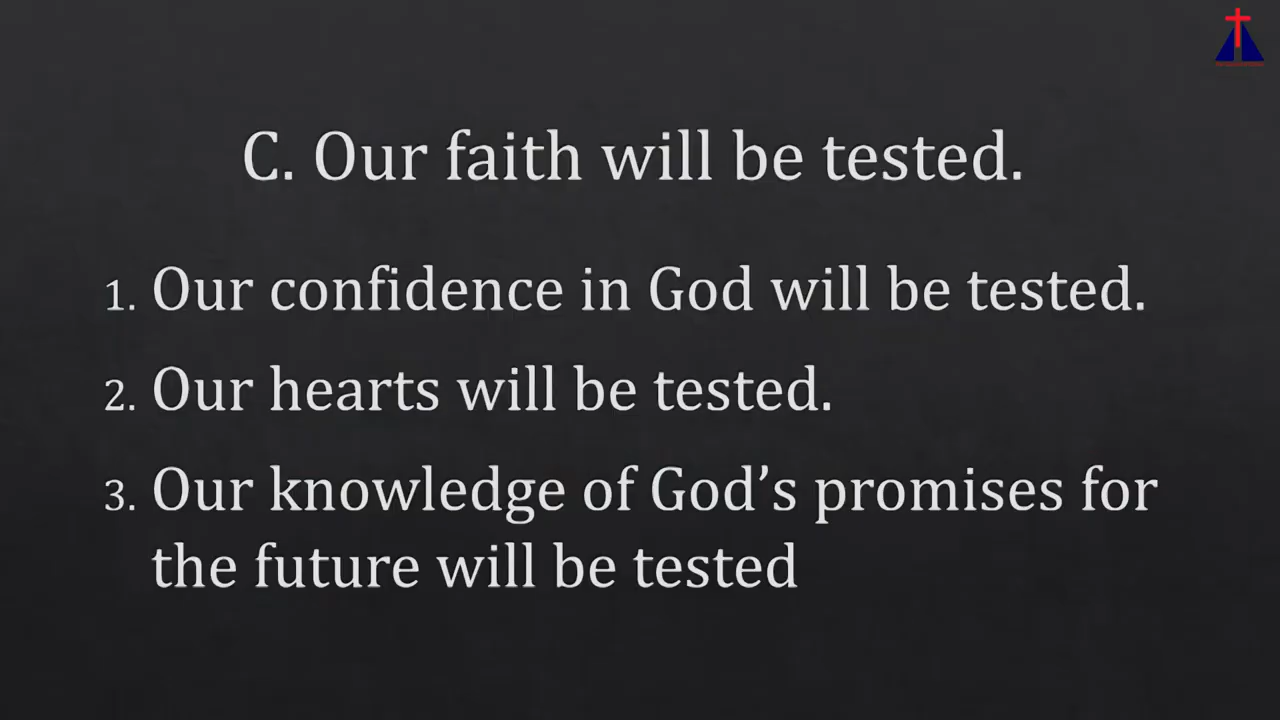 C. Our faith will be tested.
1. Our confidence in God will be tested.
2. Our hearts will be tested.
3. Our knowledge of God’s promises for
the future will be tested